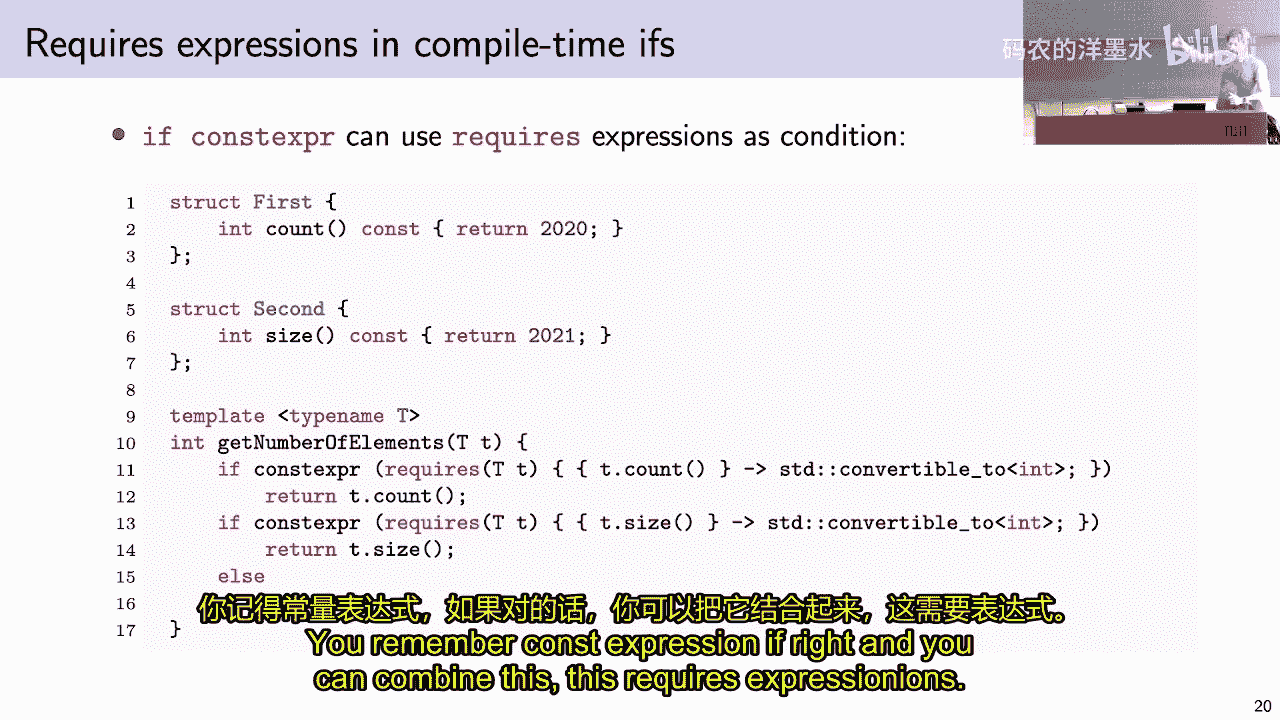 Requires expressions in compile-time ifs
码农的洋墨水 bilibili
• if constexpr can use requires expressions as condition:
1 struct First {
2 int count() const { return 2020; }
3 };
4
5 struct Second {
6 int size() const { return 2021; }
7 };
8
9 template <typename T>
10 int getNumberOfElements(T t) {
11 if constexpr (requires(T t) { { t.count() } -> std::convertible_to<int>; })
12 return t.count();
13 if constexpr (requires(T t) { { t.size() } -> std::convertible_to<int>; })
14 return t.size();
15 else
16
17 }
你记得常量表达式，如果对的话，你可以把它结合起来，这需要表达式。
You remember const expression if right and you
can combine this, this requires expressionions.
20